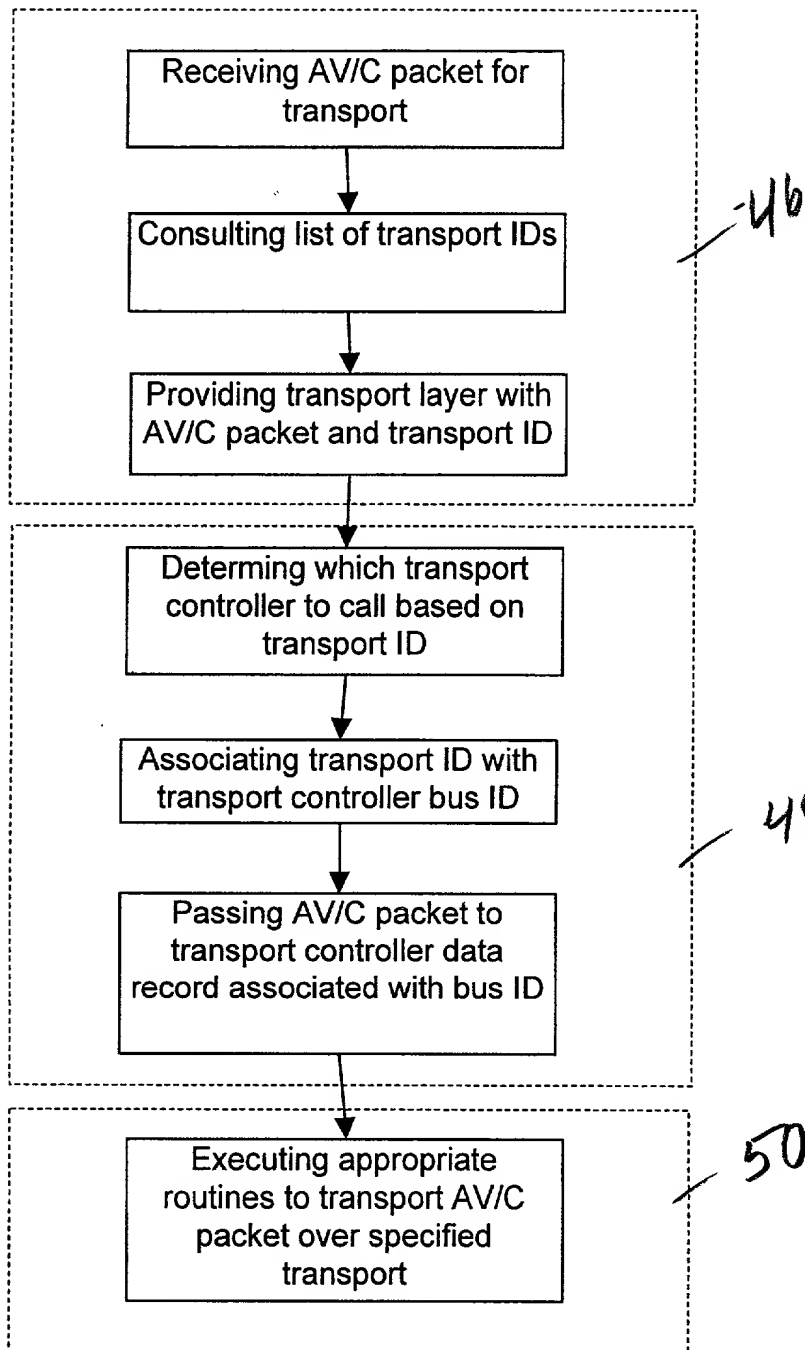 Receiving AV/C packet for
transport
Consulting list of transport IDs
46
Providing transport layer with
AV/C packet and transport ID
Determing which transport
controller to call based on
transport ID
Associating transport ID with
transport controller bus ID
Passing AV/C packet to
transport controller data
record associated with bus ID
Executing appropriate
routines to transport AV/C
packet over specified
transport
50